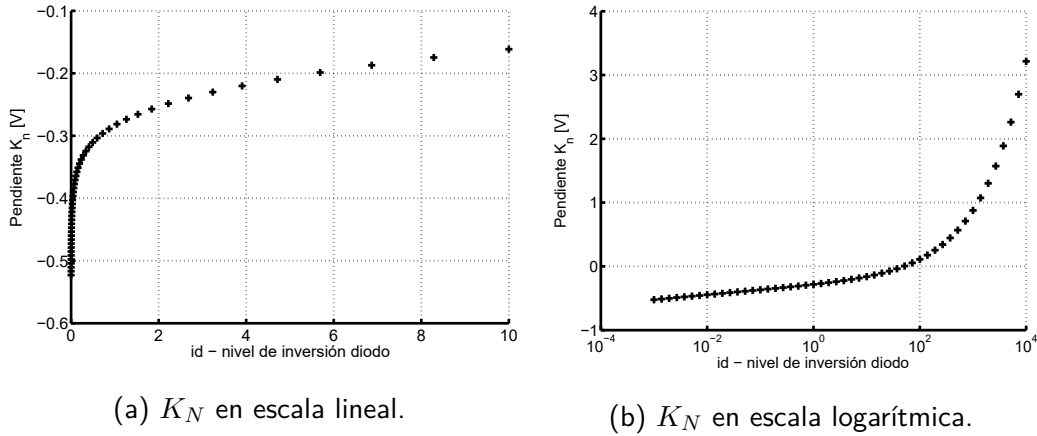 −0.1
−0.2
−0.3
−0.4
−0.5
−0.6
Pendiente K_n [V]
0 2 4 6 8 10
id − nivel de inversión diodo
(a) K_N en escala lineal.
4
3
2
1
0
−1
Pendiente K_n [V]
10^−4 10^−2 10^0 10^2 10^4
id − nivel de inversión diodo
(b) K_N en escala logarítmica.